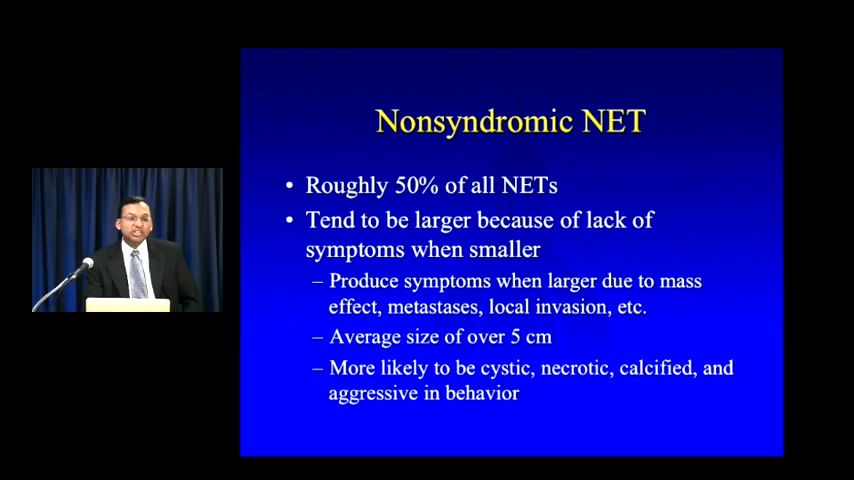 Nonsyndromic NET
• Roughly 50% of all NETs
• Tend to be larger because of lack of
symptoms when smaller
– Produce symptoms when larger due to mass
effect, metastases, local invasion, etc.
– Average size of over 5 cm
– More likely to be cystic, necrotic, calcified, and
aggressive in behavior